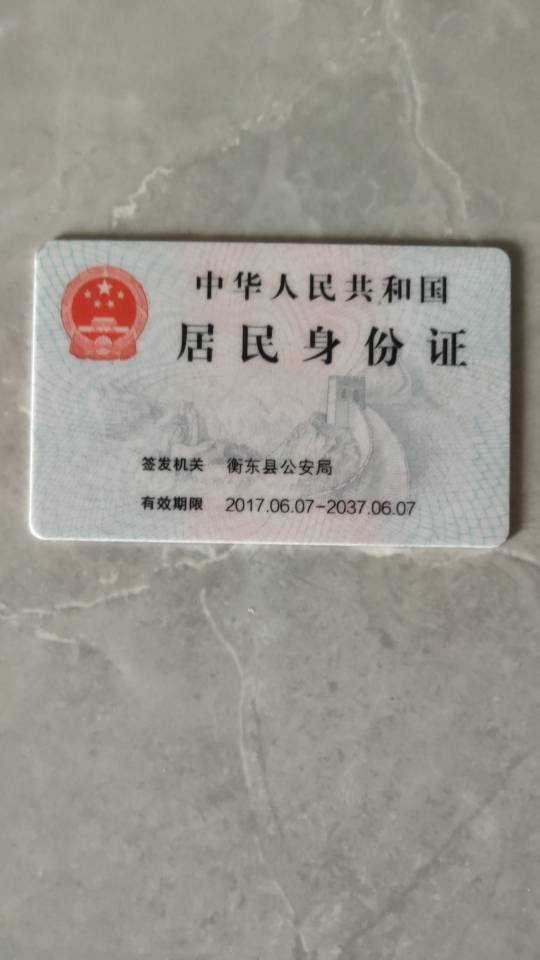 中华人民共和国
居民身份证
签发机关 衡东县公安局
有效期限 2017.06.07-2037.06.07